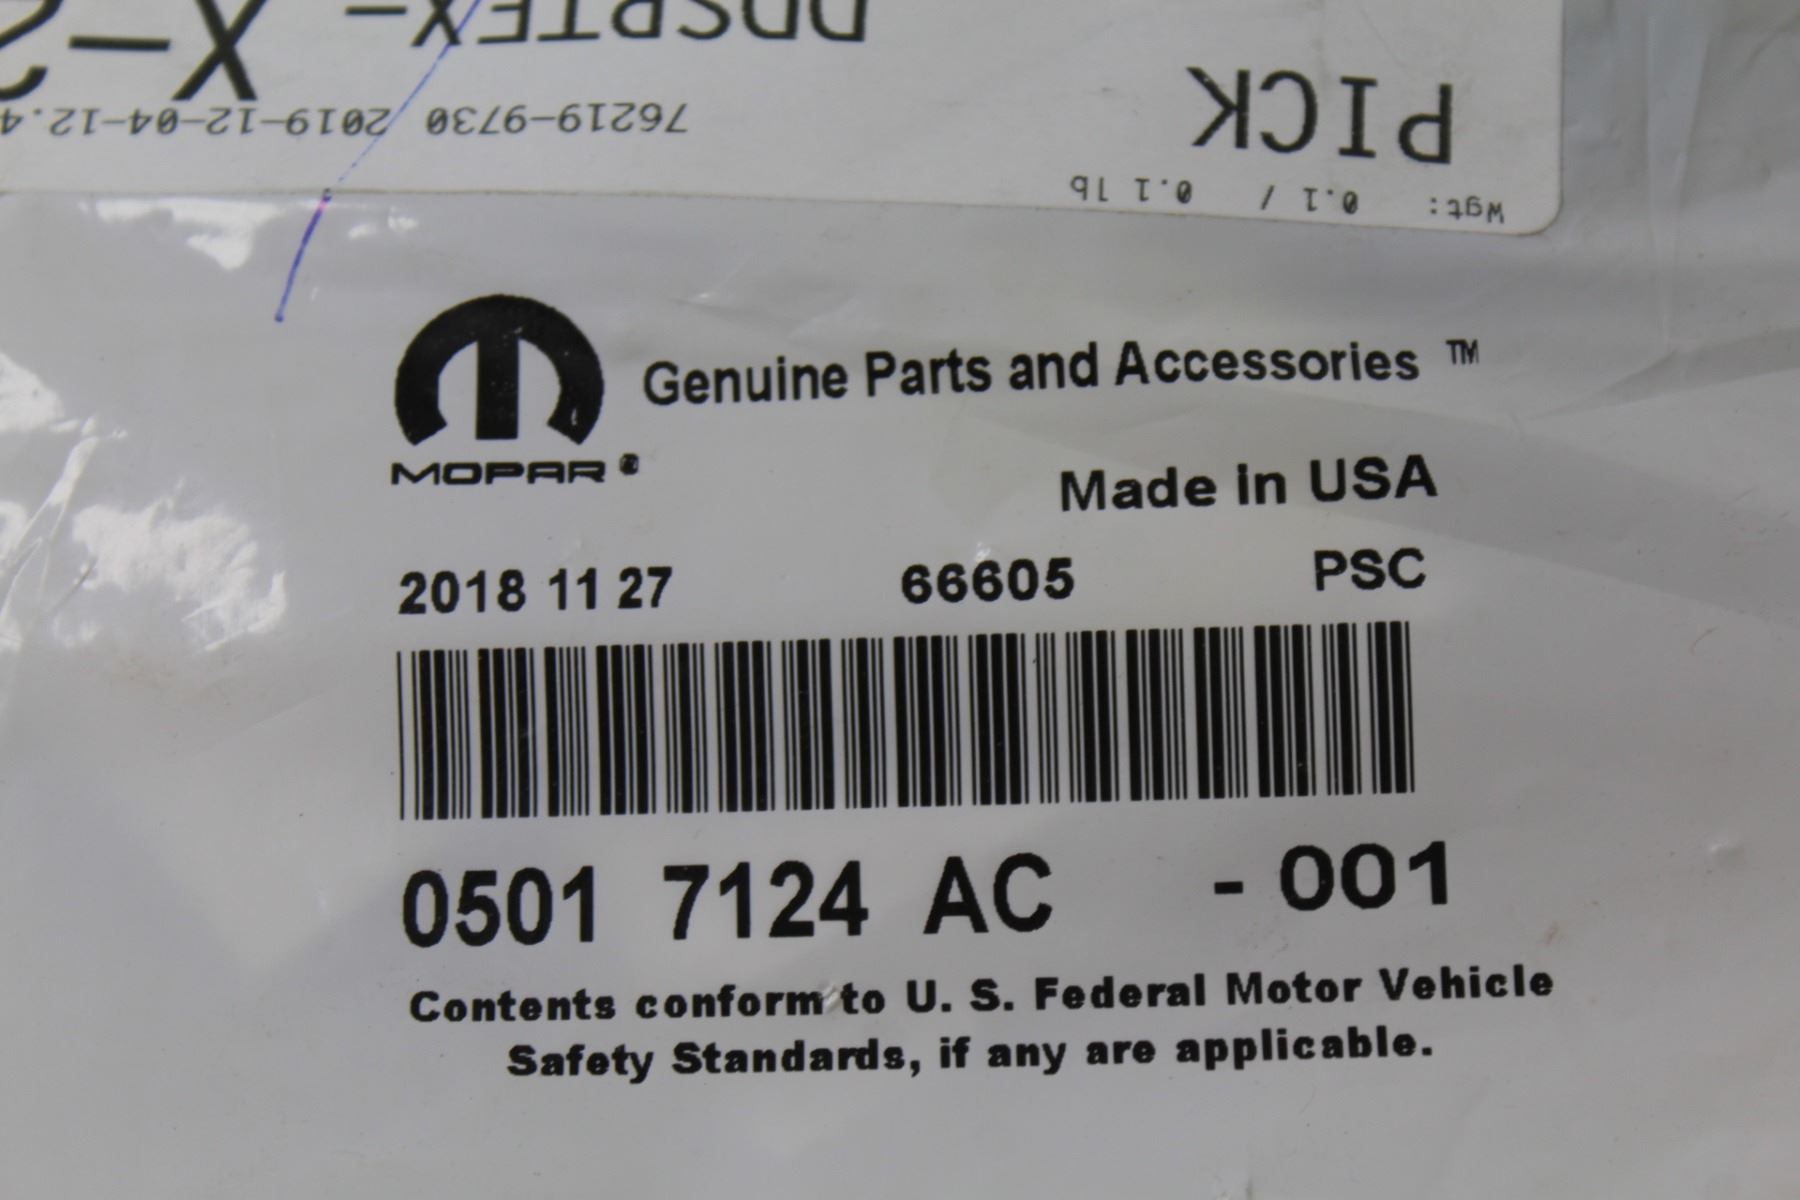 Wgt: 0.1 / 0.1 lb
PICK
76219-9730 2019-12-04-12.4
DDSPTEX-
X-2
MOPAR®
Genuine Parts and Accessories ™
Made in USA
2018 11 27 66605 PSC
0501 7124 AC - 001
Contents conform to U. S. Federal Motor Vehicle
Safety Standards, if any are applicable.